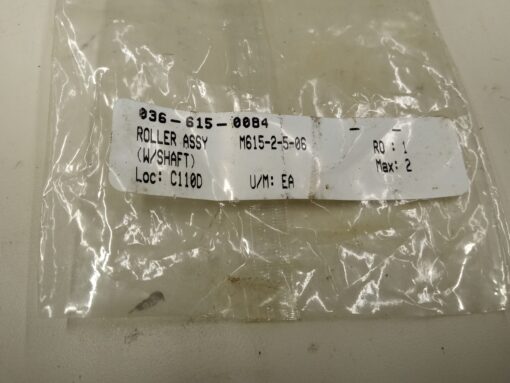 036-615-0084 - -
ROLLER ASSY M615-2-5-06 RO : 1
(W/SHAFT) Max: 2
Loc: C110D U/M: EA